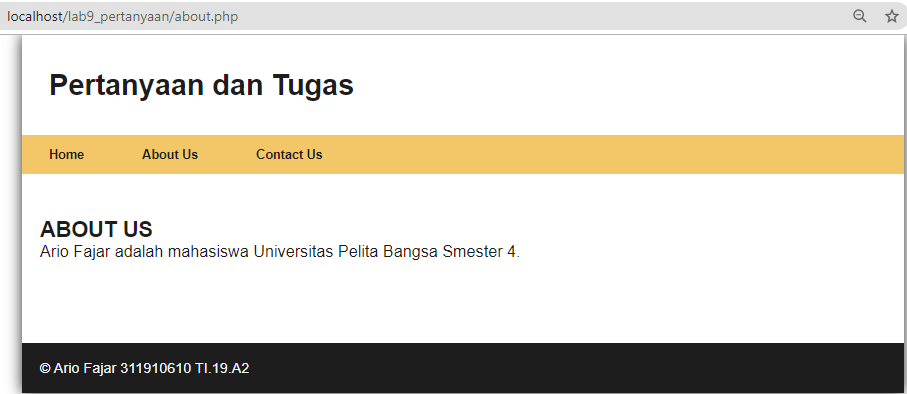 localhost/lab9_pertanyaan/about.php
Pertanyaan dan Tugas
Home About Us Contact Us
ABOUT US
Ario Fajar adalah mahasiswa Universitas Pelita Bangsa Smester 4.
© Ario Fajar 311910610 TI.19.A2